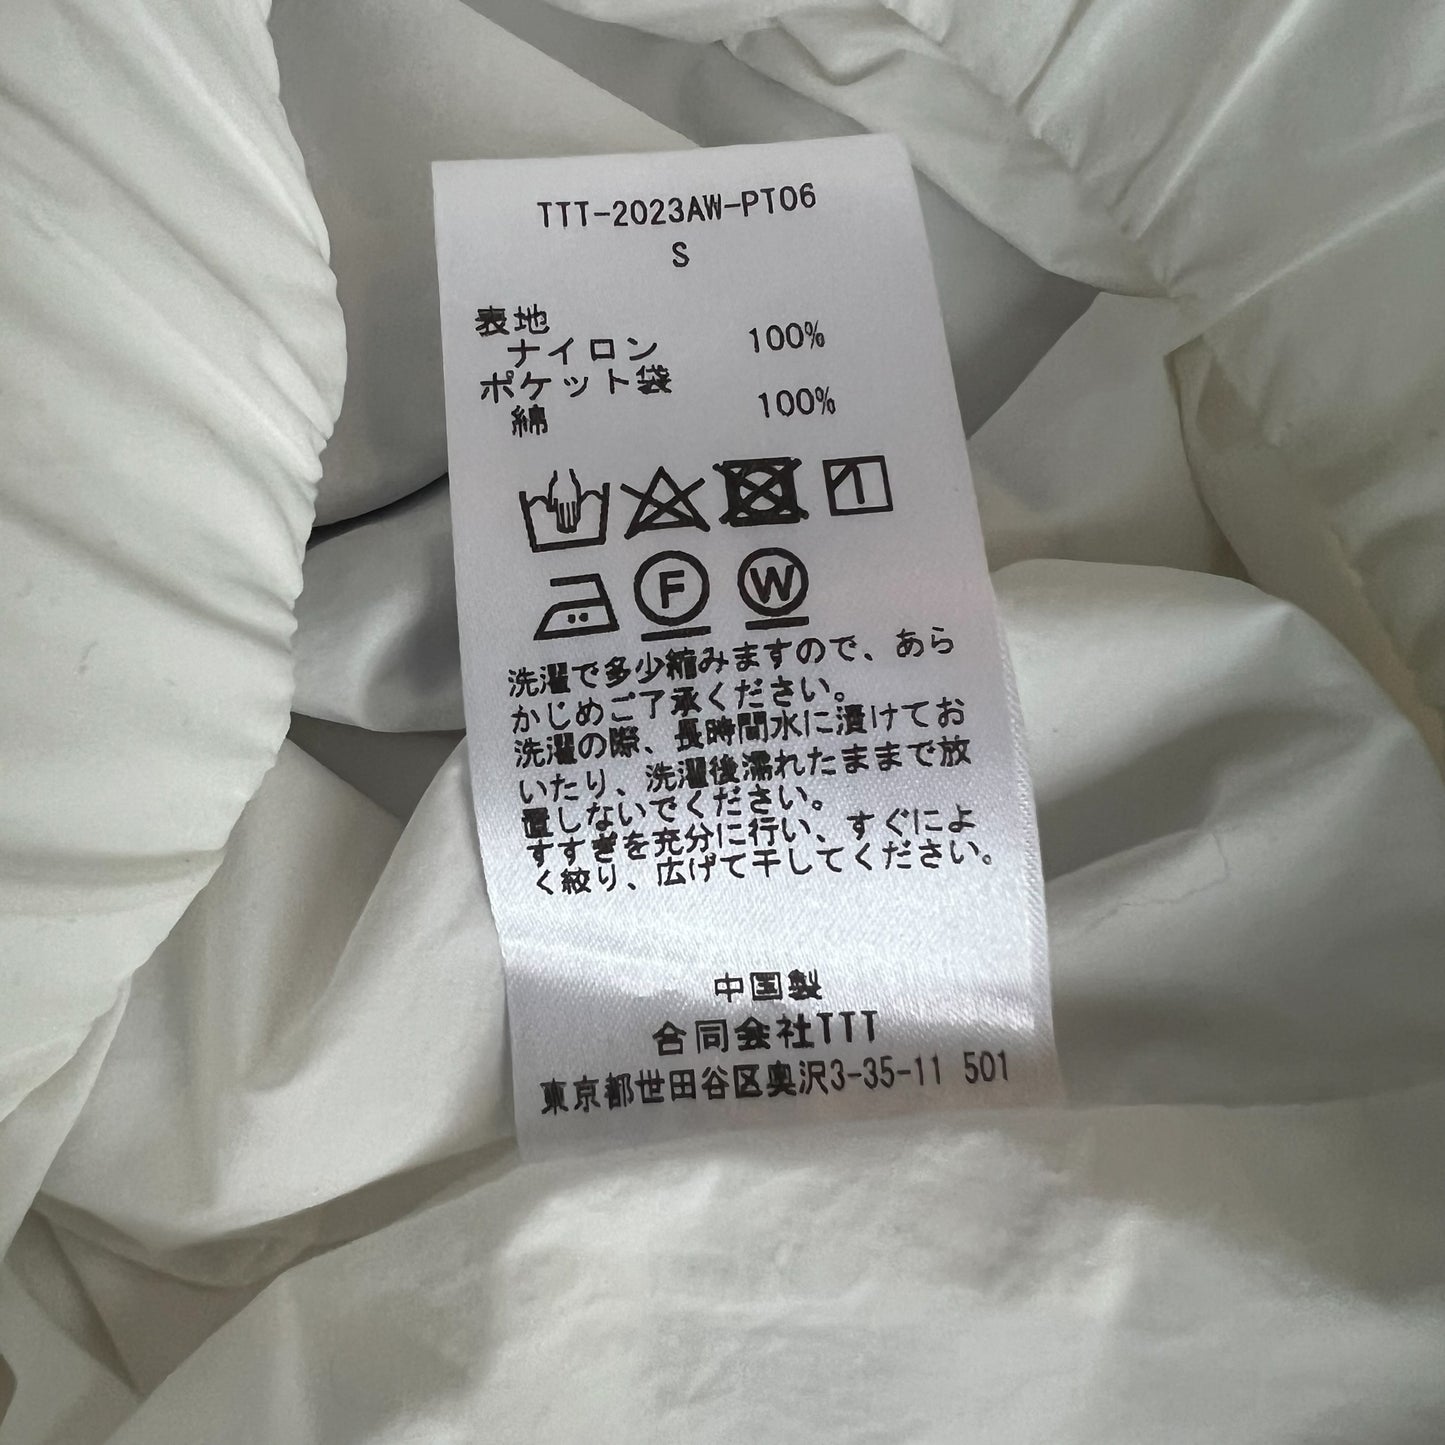 TTT-2023AW-PT06
S
表地
ナイロン 100%
ポケット袋
綿 100%
F W
洗濯で多少縮みますので、あら
かじめご了承ください。
洗濯の際、長時間水に漬けてお
いたり、洗濯後濡れたままで放
置しないでください。
すすぎを充分に行い、すぐによ
く絞り、広げて干してください。
中国製
合同会社TTT
東京都世田谷区奥沢3-35-11 501